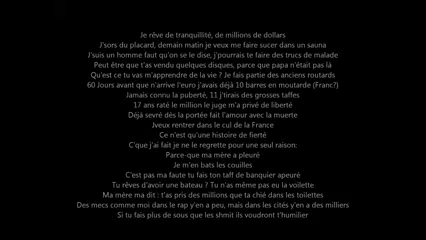 Je rêve de tranquillité, de millions de dollars
J'sors du placard, demain matin je veux me faire sucer dans un sauna
J'suis un homme faut qu'on se le dise, j'pourrais te faire des trucs de malade
Peut être que t'as vendu quelques disques, parce que papa n'était pas là
Qu'est ce tu vas m'apprendre de la vie ? Je fais partie des anciens routards
60 Jours avant que n'arrive l'euro j'avais déjà 10 barres en moutarde (Franc?)
Jamais connu la puberté, 11 j'tirais des grosses taffes
17 ans raté le million le juge m'a privé de liberté
Déjà sevré dès la portée fait l'amour avec la muerte
Jveux rentrer dans le cul de la France
Ce n'est qu'une histoire de fierté
C'que j'ai fait je ne le regrette pour une seul raison:
Parce-que ma mère a pleuré
Je m'en bats les couilles
C'est pas ma faute tu fais ton taff de banquier apeuré
Tu rêves d'avoir une bateau ? Tu n'as même pas eu la voilette
Ma mère ma dit : t'as pris des millions que ta chié dans les toilettes
Des mecs comme moi dans le rap y'en a peu, mais dans les cités y'en a des milliers
Si tu fais plus de sous que les shmit ils voudront t'humilier